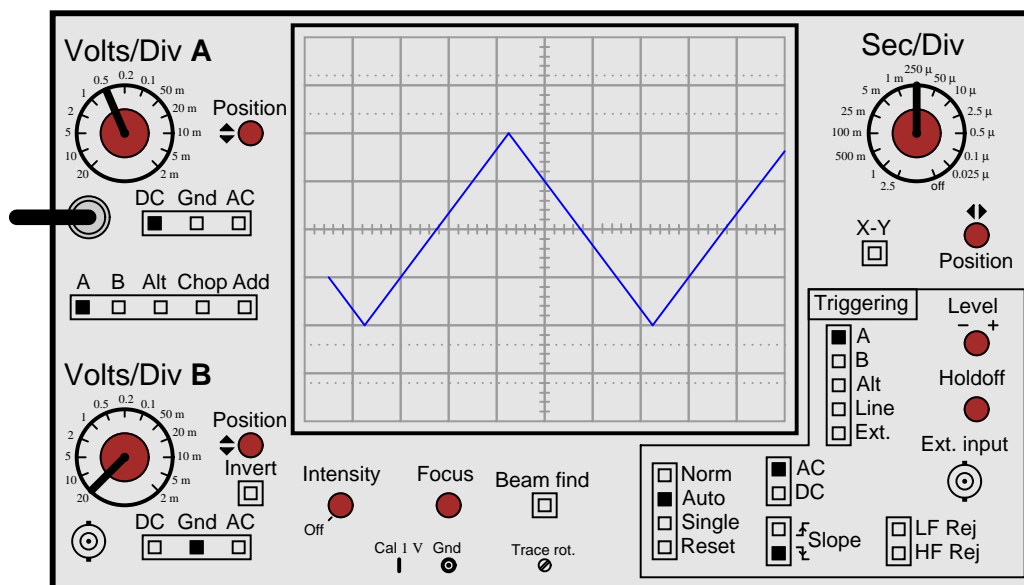 Volts/Div A
0.5 0.2 0.1
1 50 m
2 20 m
5 10 m
10 5 m
20 2 m
Position
DC Gnd AC
A B Alt Chop Add
Volts/Div B
0.5 0.2 0.1
1 50 m
2 20 m
5 10 m
10 5 m
20 2 m
Position
Invert
DC Gnd AC
Intensity
Off
Focus
Beam find
Cal 1 V Gnd Trace rot.
Sec/Div
250 µ
1 m 50 µ
5 m 10 µ
25 m 2.5 µ
100 m 0.5 µ
500 m 0.1 µ
1 0.025 µ
2.5 off
X-Y
Position
Triggering
A
B
Alt
Line
Ext.
Level
− +
Holdoff
Ext. input
Norm
Auto
Single
Reset
AC
DC
Slope
LF Rej
HF Rej